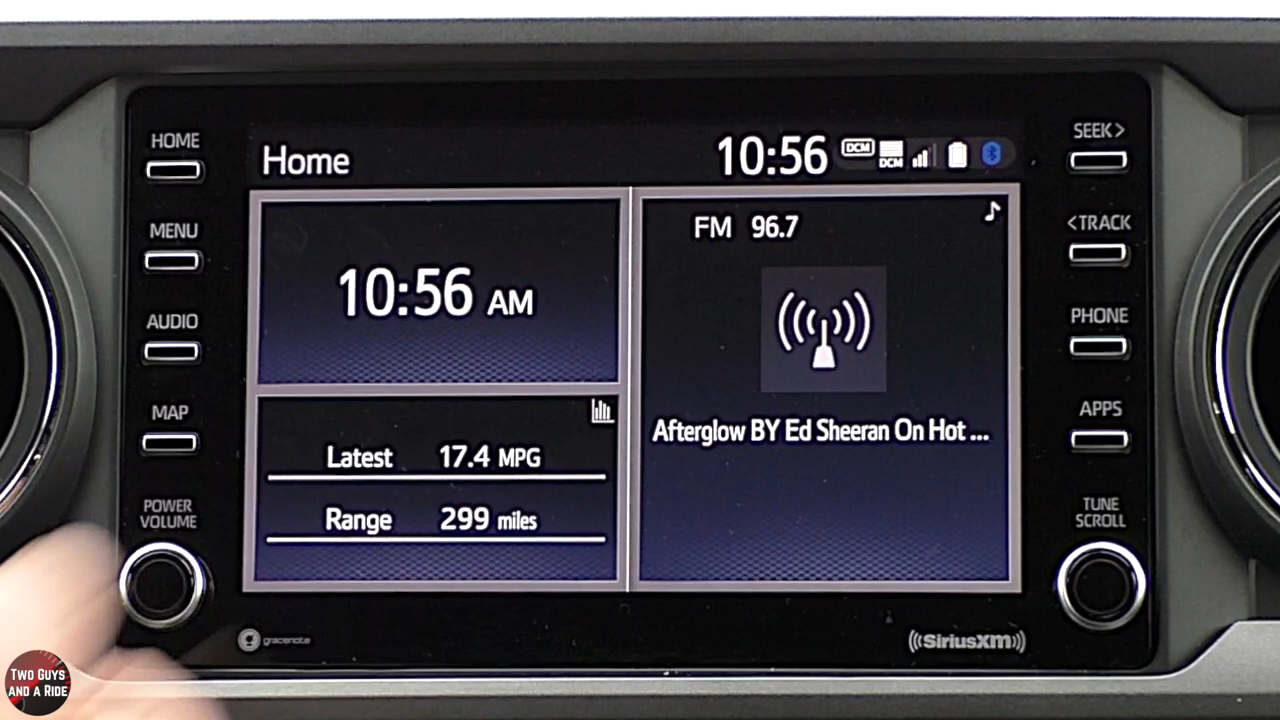 HOME
MENU
AUDIO
MAP
POWER
VOLUME
Home
10:56
DCM
DCM
10:56 AM
Latest 17.4 MPG
Range 299 miles
FM 96.7
Afterglow BY Ed Sheeran On Hot ...
SEEK>
<TRACK
PHONE
APPS
TUNE
SCROLL
gracenote
((SiriusXM))
TWO GUYS
AND A RIDE